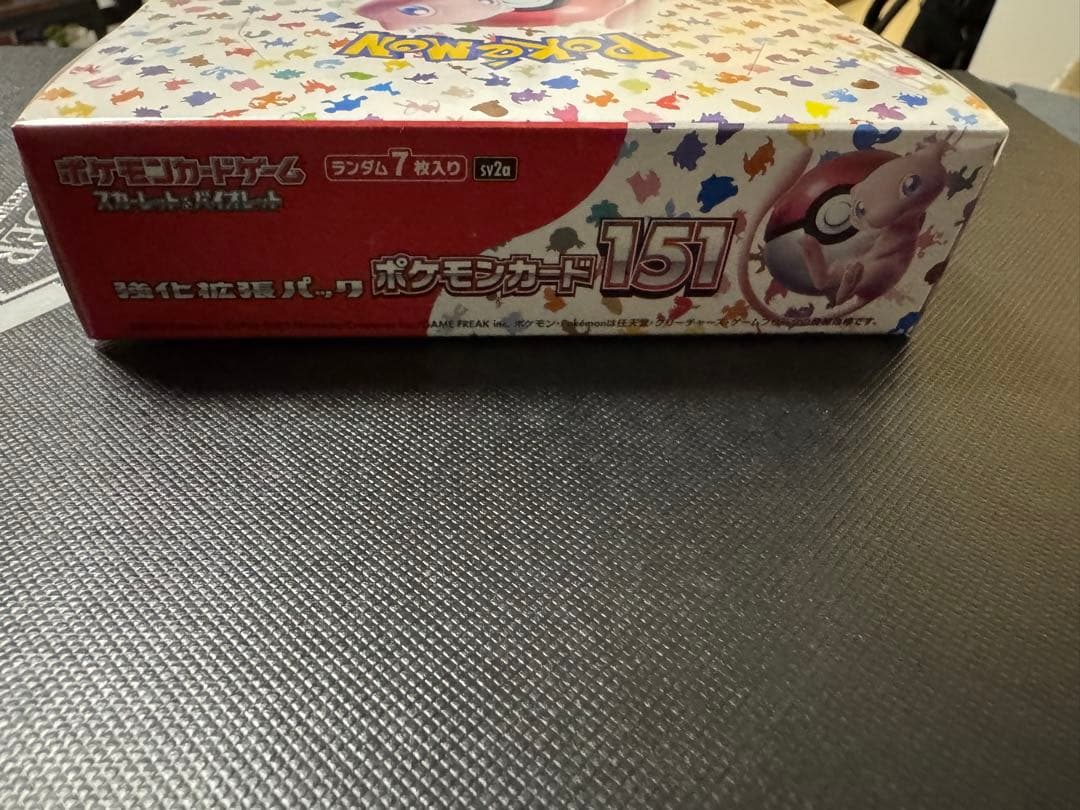 POKéMON
ポケモンカードゲーム
スカーレット&バイオレット
ランダム7枚入り
sv2a
強化拡張パック
ポケモンカード151
GAME FREAK inc. ポケモン・Pokémonは任天堂・クリーチャーズ・ゲームフリークの登録商標です。